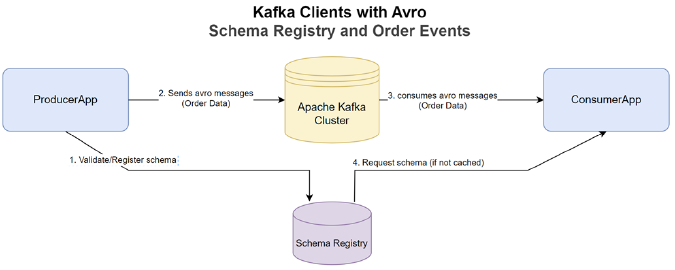 Kafka Clients with Avro
Schema Registry and Order Events
ProducerApp
2. Sends avro messages
(Order Data)
Apache Kafka
Cluster
3. consumes avro messages
(Order Data)
ConsumerApp
1. Validate/Register schema
4. Request schema (if not cached)
Schema Registry